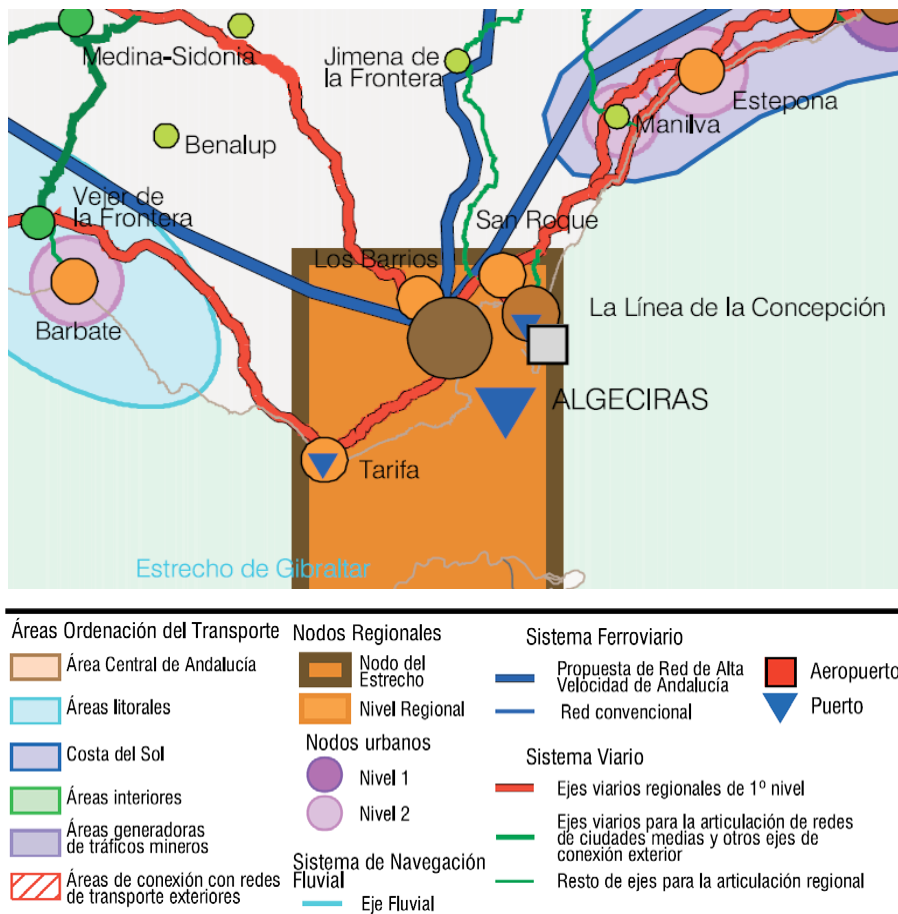 Medina-Sidonia
Jimena de
la Frontera
Estepona
Manilva
Benalup
Vejer de
la Frontera
San Roque
Los Barrios
La Línea de la Concepción
Barbate
ALGECIRAS
Tarifa
Estrecho de Gibraltar
Áreas Ordenación del Transporte
Área Central de Andalucía
Áreas litorales
Costa del Sol
Áreas interiores
Áreas generadoras
de tráficos mineros
Áreas de conexión con redes
de transporte exteriores
Nodos Regionales
Nodo del
Estrecho
Nivel Regional
Nodos urbanos
Nivel 1
Nivel 2
Sistema de Navegación
Fluvial
Eje Fluvial
Sistema Ferroviario
Propuesta de Red de Alta
Velocidad de Andalucía
Red convencional
Sistema Viario
Ejes viarios regionales de 1º nivel
Ejes viarios para la articulación de redes
de ciudades medias y otros ejes de
conexión exterior
Resto de ejes para la articulación regional
Aeropuerto
Puerto